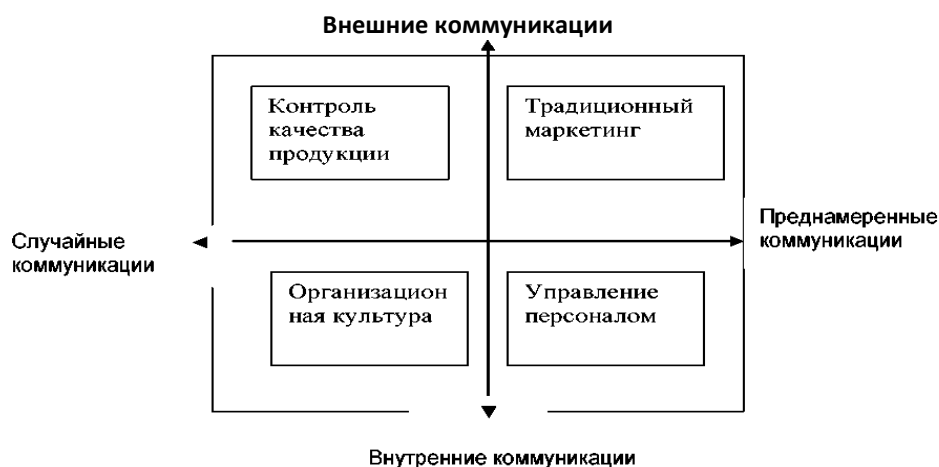 Внешние коммуникации
Контроль
качества
продукции
Традиционный
маркетинг
Случайные
коммуникации
Преднамеренные
коммуникации
Организацион
ная культура
Управление
персоналом
Внутренние коммуникации